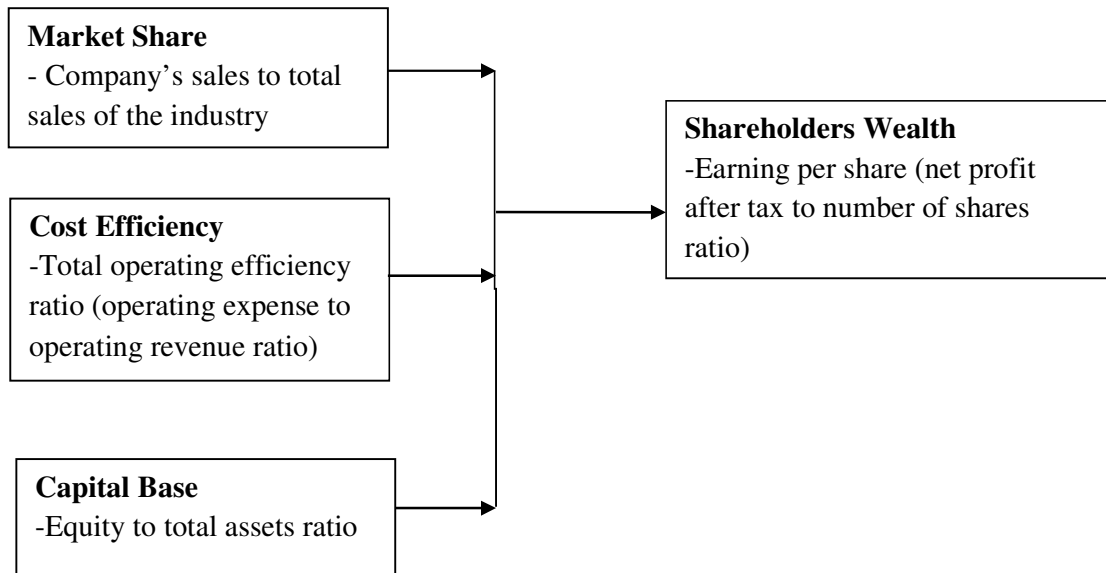 Market Share
- Company’s sales to total
sales of the industry
Cost Efficiency
-Total operating efficiency
ratio (operating expense to
operating revenue ratio)
Capital Base
-Equity to total assets ratio
Shareholders Wealth
-Earning per share (net profit
after tax to number of shares
ratio)